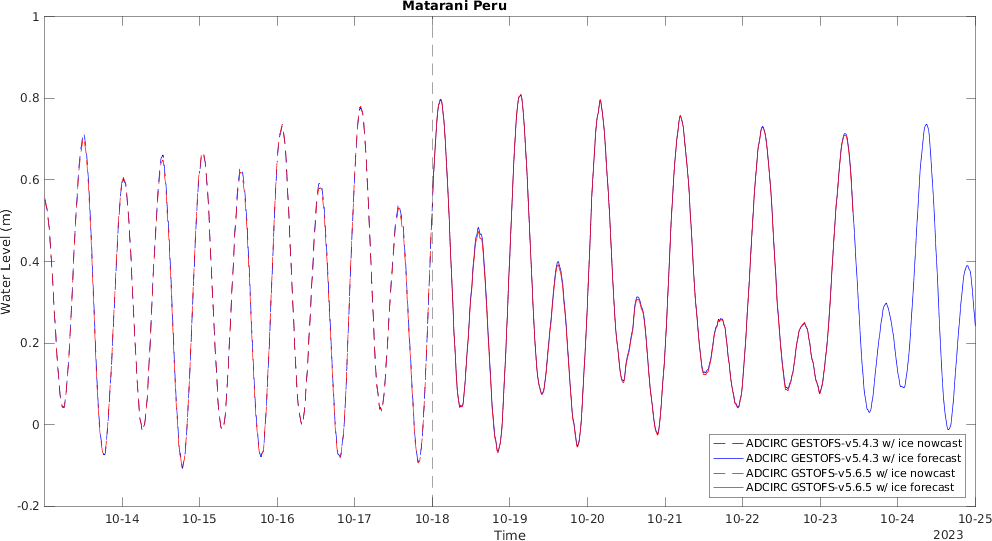 Matarani Peru
1
0.8
0.6
0.4
0.2
0
-0.2
Water Level (m)
10-14 10-15 10-16 10-17 10-18 10-19 10-20 10-21 10-22 10-23 10-24 10-25
Time
2023
ADCIRC GESTOFS-v5.4.3 w/ ice nowcast
ADCIRC GESTOFS-v5.4.3 w/ ice forecast
ADCIRC GSTOFS-v5.6.5 w/ ice nowcast
ADCIRC GSTOFS-v5.6.5 w/ ice forecast